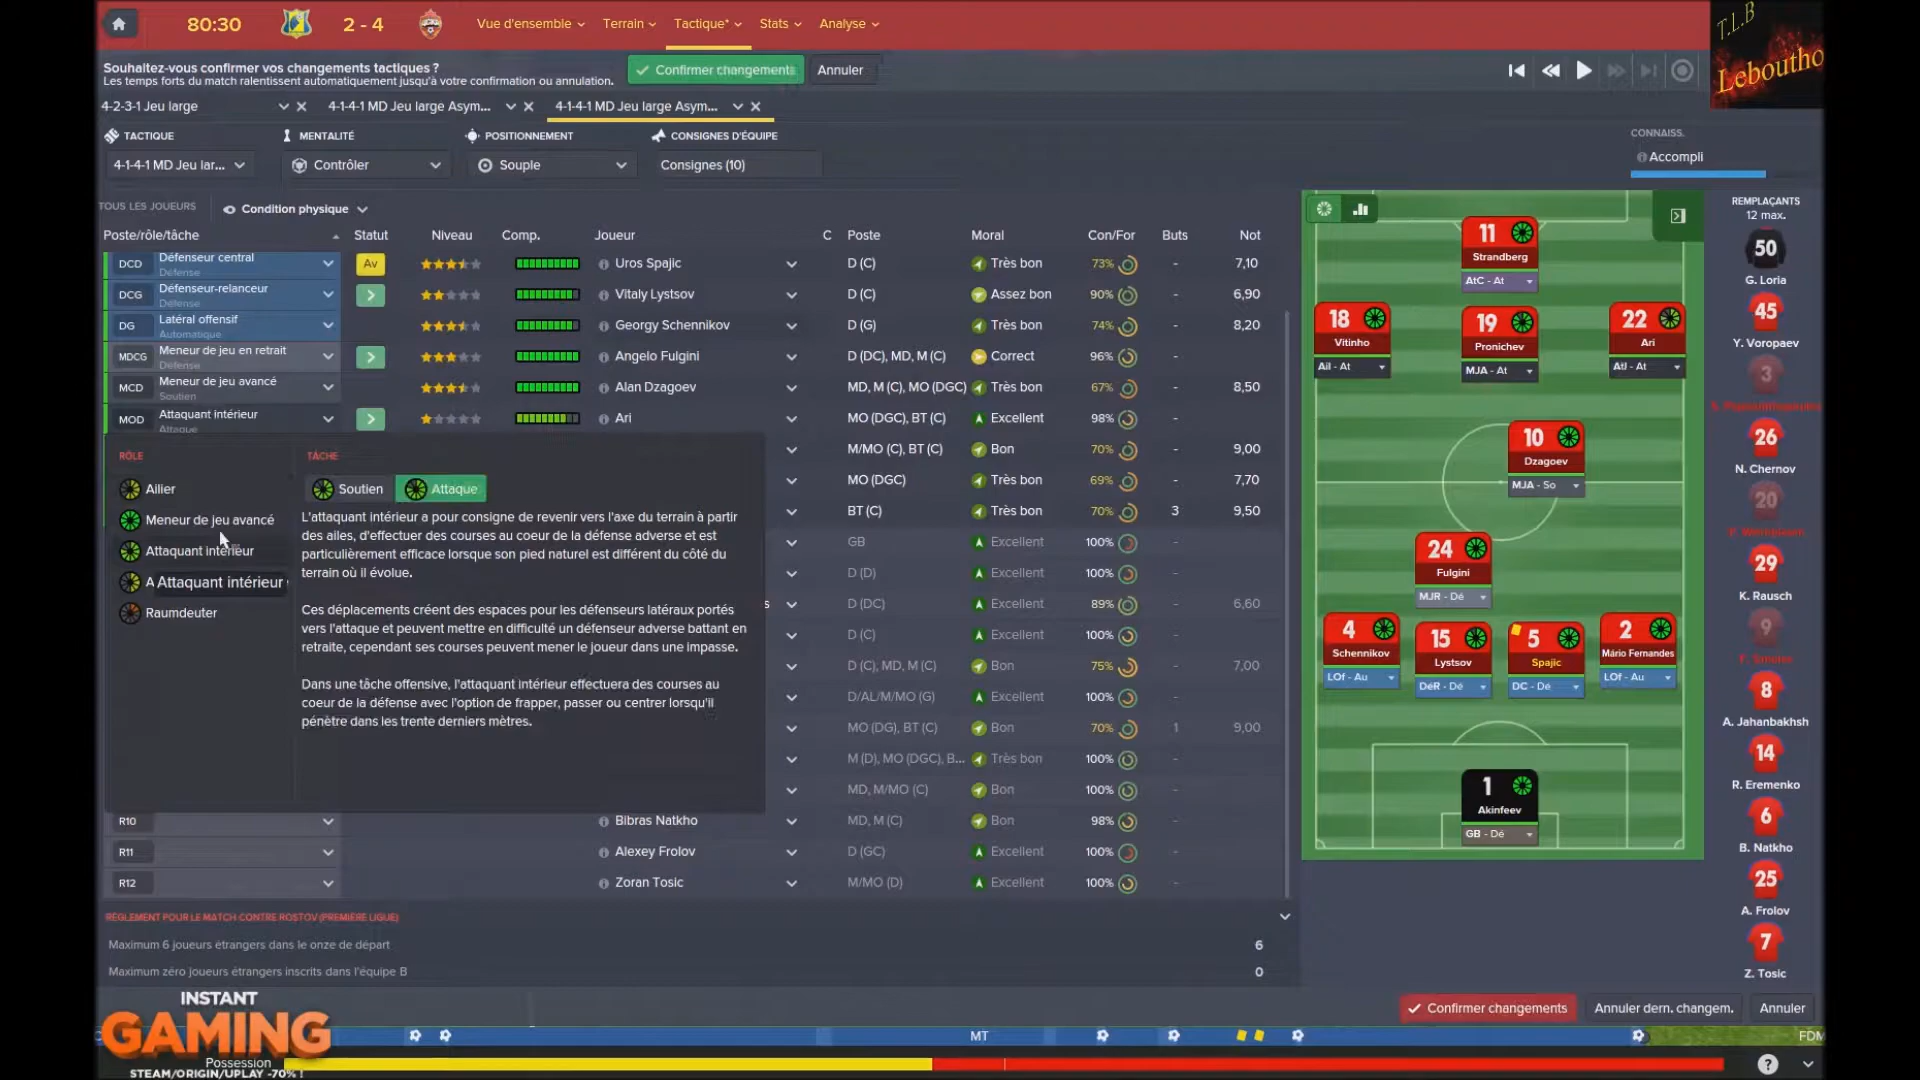 80:30
2 - 4
Vue d'ensemble
Terrain
Tactique*
Stats
Analyse
T.L.B
Leboutho
Souhaitez-vous confirmer vos changements tactiques ?
Les temps forts du match ralentissent automatiquement jusqu'à votre confirmation ou annulation.
Confirmer changements
Annuler
4-2-3-1 Jeu large
4-1-4-1 MD Jeu large Asym...
4-1-4-1 MD Jeu large Asym...
TACTIQUE
MENTALITÉ
POSITIONNEMENT
CONSIGNES D'ÉQUIPE
CONNAISS.
4-1-4-1 MD Jeu lar...
Contrôler
Souple
Consignes (10)
Accompli
TOUS LES JOUEURS
Condition physique
Poste/rôle/tâche
Statut
Niveau
Comp.
Joueur
C
Poste
Moral
Con/For
Buts
Not
DCD Défenseur central
Défense
Av
Uros Spajic
D (C)
Très bon
73%
-
7,10
DCG Défenseur-relanceur
Défense
Vitaly Lystsov
D (C)
Assez bon
90%
-
6,90
DG Latéral offensif
Automatique
Georgy Schennikov
D (G)
Très bon
74%
-
8,20
MDCG Meneur de jeu en retrait
Défense
Angelo Fulgini
D (DC), MD, M (C)
Correct
96%
-
MCD Meneur de jeu avancé
Soutien
Alan Dzagoev
MD, M (C), MO (DGC)
Très bon
67%
-
8,50
MOD Attaquant intérieur
Attaque
Ari
MO (DGC), BT (C)
Excellent
98%
-
RÔLE
TÂCHE
Ailier
Meneur de jeu avancé
Attaquant intérieur
A Attaquant intérieur
Raumdeuter
Soutien
Attaque
L'attaquant intérieur a pour consigne de revenir vers l'axe du terrain à partir
des ailes, d'effectuer des courses au coeur de la défense adverse et est
particulièrement efficace lorsque son pied naturel est différent du côté du
terrain où il évolue.
Ces déplacements créent des espaces pour les défenseurs latéraux portés
vers l'attaque et peuvent mettre en difficulté un défenseur adverse battant en
retraite, cependant ses courses peuvent mener le joueur dans une impasse.
Dans une tâche offensive, l'attaquant intérieur effectuera des courses au
coeur de la défense avec l'option de frapper, passer ou centrer lorsqu'il
pénètre dans les trente derniers mètres.
M/MO (C), BT (C)
Bon
70%
-
9,00
MO (DGC)
Très bon
69%
-
7,70
BT (C)
Très bon
70%
3
9,50
GB
Excellent
100%
-
D (D)
Excellent
100%
-
s
D (DC)
Excellent
89%
-
6,60
D (C)
Excellent
100%
-
D (C), MD, M (C)
Bon
75%
-
7,00
D/AL/M/MO (G)
Excellent
100%
-
MO (DG), BT (C)
Bon
70%
1
9,00
M (D), MO (DGC), B...
Très bon
100%
-
MD, M/MO (C)
Bon
100%
-
R10
Bibras Natkho
MD, M (C)
Bon
98%
-
R11
Alexey Frolov
D (GC)
Excellent
100%
-
R12
Zoran Tosic
M/MO (D)
Excellent
100%
-
RÈGLEMENT POUR LE MATCH CONTRE ROSTOV (PREMIÈRE LIGUE)
Maximum 6 joueurs étrangers dans le onze de départ
6
Maximum zéro joueurs étrangers inscrits dans l'équipe B
0
11
Strandberg
AtC - At
18
Vitinho
Ail - At
19
Pronichev
MJA - At
22
Ari
AtI - At
10
Dzagoev
MJA - So
24
Fulgini
MJR - Dé
4
Schennikov
LOf - Au
15
Lystsov
DéR - Dé
5
Spajic
DC - Dé
2
Mário Fernandes
LOf - Au
1
Akinfeev
GB - Dé
REMPLAÇANTS
12 max.
50
G. Loria
45
Y. Voropaev
3
26
N. Chernov
20
29
K. Rausch
9
8
A. Jahanbakhsh
14
R. Eremenko
6
B. Natkho
25
A. Frolov
7
Z. Tosic
Confirmer changements
Annuler dern. changem.
Annuler
INSTANT
GAMING
STEAM/ORIGIN/UPLAY -70% !
MT
FDM
Possession
?